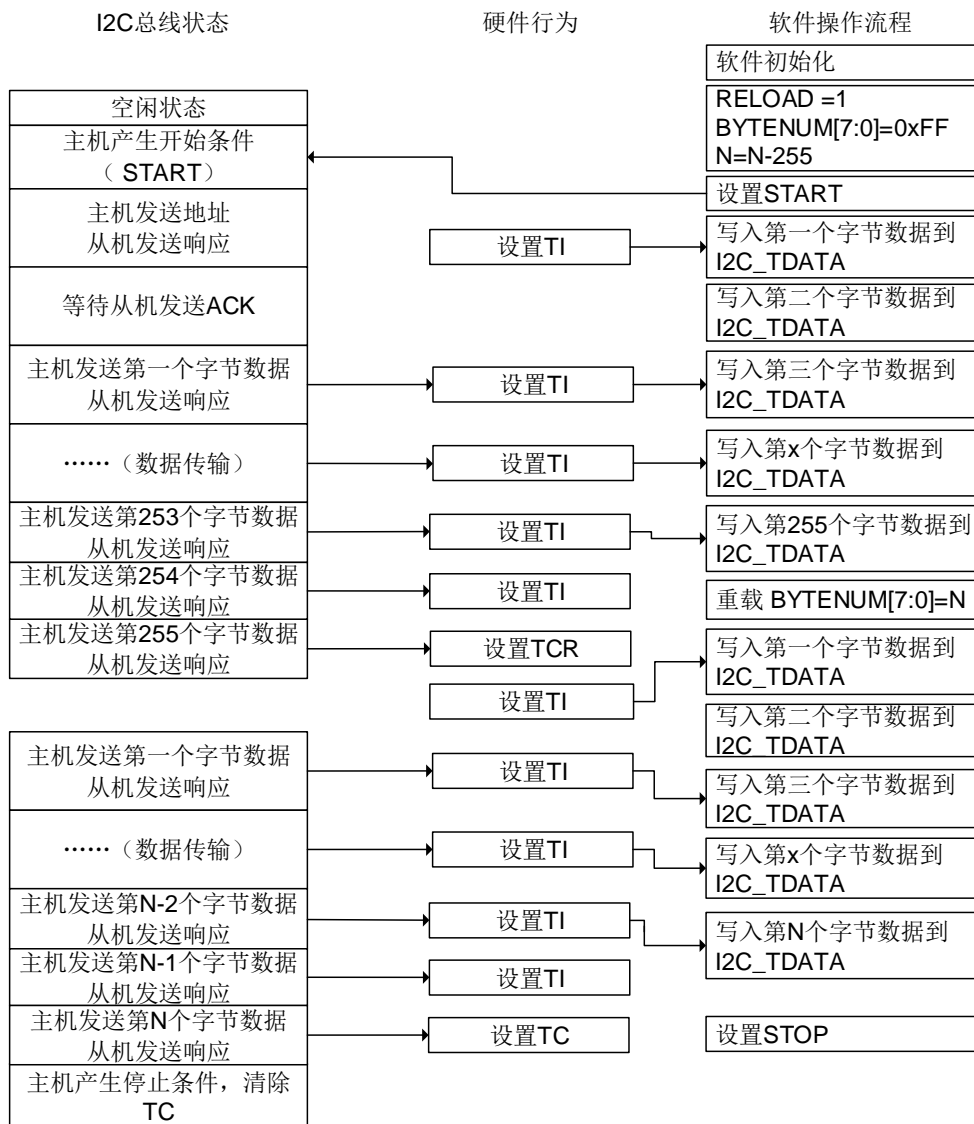 I2C总线状态
硬件行为
软件操作流程
软件初始化
空闲状态
RELOAD =1
BYTENUM[7:0]=0xFF
N=N-255
主机产生开始条件
（ START）
设置START
主机发送地址
从机发送响应
设置TI
写入第一个字节数据到
I2C_TDATA
等待从机发送ACK
写入第二个字节数据到
I2C_TDATA
主机发送第一个字节数据
从机发送响应
设置TI
写入第三个字节数据到
I2C_TDATA
……（数据传输）
设置TI
写入第x个字节数据到
I2C_TDATA
主机发送第253个字节数据
从机发送响应
设置TI
写入第255个字节数据到
I2C_TDATA
主机发送第254个字节数据
从机发送响应
设置TI
重载 BYTENUM[7:0]=N
主机发送第255个字节数据
从机发送响应
设置TCR
设置TI
写入第一个字节数据到
I2C_TDATA
写入第二个字节数据到
I2C_TDATA
主机发送第一个字节数据
从机发送响应
设置TI
写入第三个字节数据到
I2C_TDATA
……（数据传输）
设置TI
写入第x个字节数据到
I2C_TDATA
主机发送第N-2个字节数据
从机发送响应
设置TI
写入第N个字节数据到
I2C_TDATA
主机发送第N-1个字节数据
从机发送响应
设置TI
主机发送第N个字节数据
从机发送响应
设置TC
设置STOP
主机产生停止条件，清除
TC